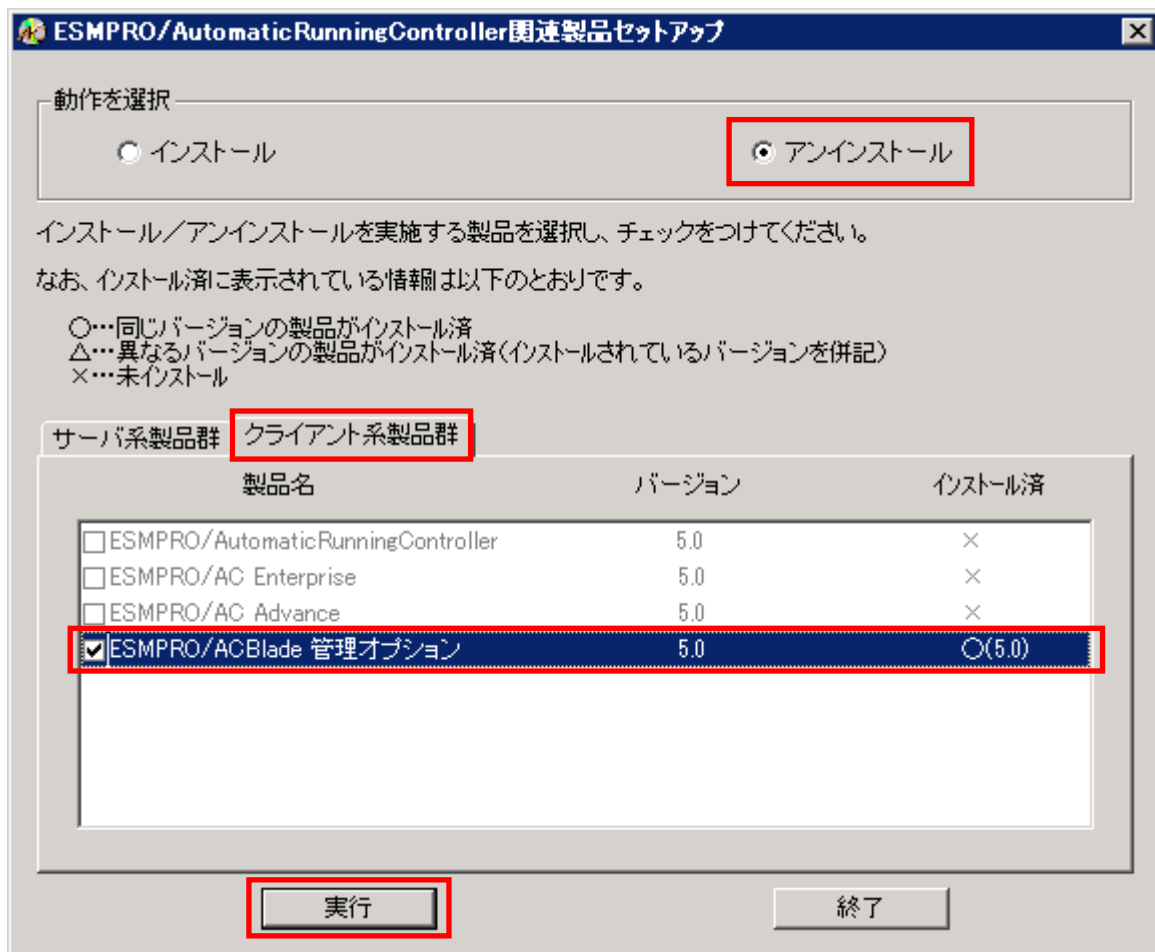 ESMPRO/AutomaticRunningController関連製品セットアップ
動作を選択
インストール アンインストール
インストール／アンインストールを実施する製品を選択し、チェックをつけてください。
なお、インストール済に表示されている情報は以下のとおりです。
○…同じバージョンの製品がインストール済
△…異なるバージョンの製品がインストール済(インストールされているバージョンを併記)
×…未インストール
サーバ系製品群 クライアント系製品群
製品名 バージョン インストール済
ESMPRO/AutomaticRunningController 5.0 ×
ESMPRO/AC Enterprise 5.0 ×
ESMPRO/AC Advance 5.0 ×
ESMPRO/ACBlade 管理オプション 5.0 ○(5.0)
実行 終了